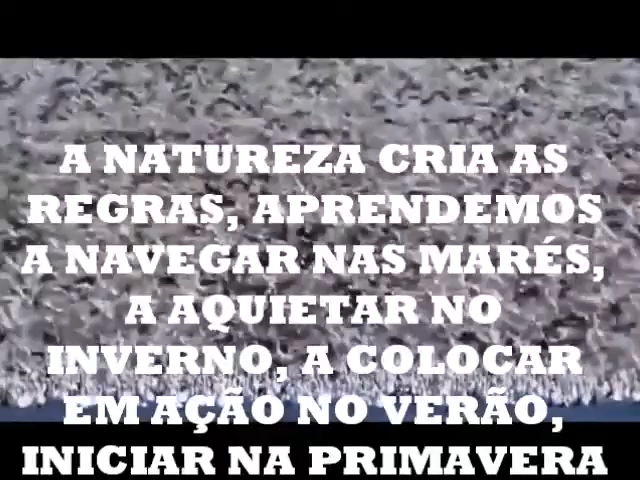 A NATUREZA CRIA AS
REGRAS, APRENDEMOS
A NAVEGAR NAS MARÉS,
A AQUIETAR NO
INVERNO, A COLOCAR
EM AÇÃO NO VERÃO,
INICIAR NA PRIMAVERA